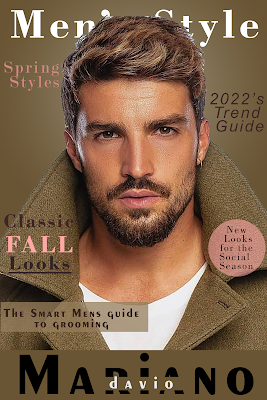 Men's Style
Spring
Styles
2022's
Trend
Guide
Classic
FALL
Looks
New
Looks
for the
Social
Season
The Smart Mens guide
to grooming
Mariano
davio